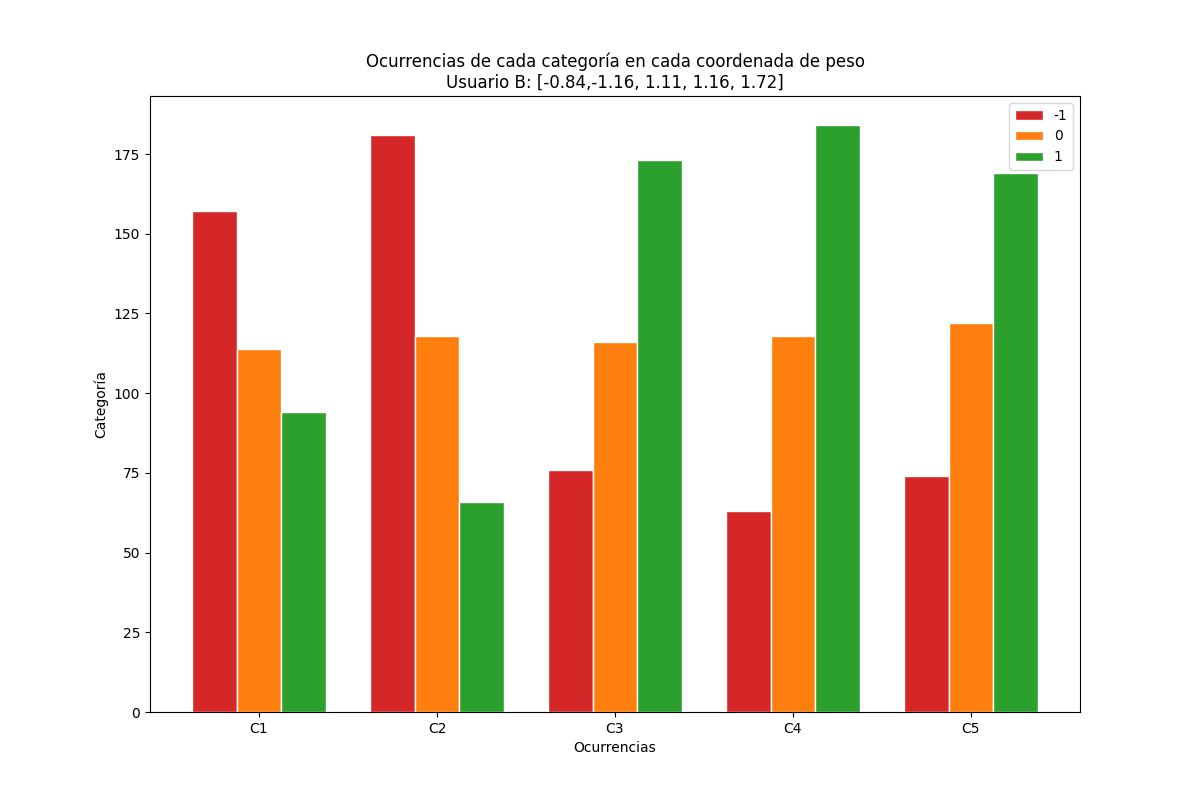 Ocurrencias de cada categoría en cada coordenada de peso
Usuario B: [-0.84,-1.16, 1.11, 1.16, 1.72]
-1
0
1
175
150
125
100
75
50
25
0
Categoría
C1 C2 C3 C4 C5
Ocurrencias